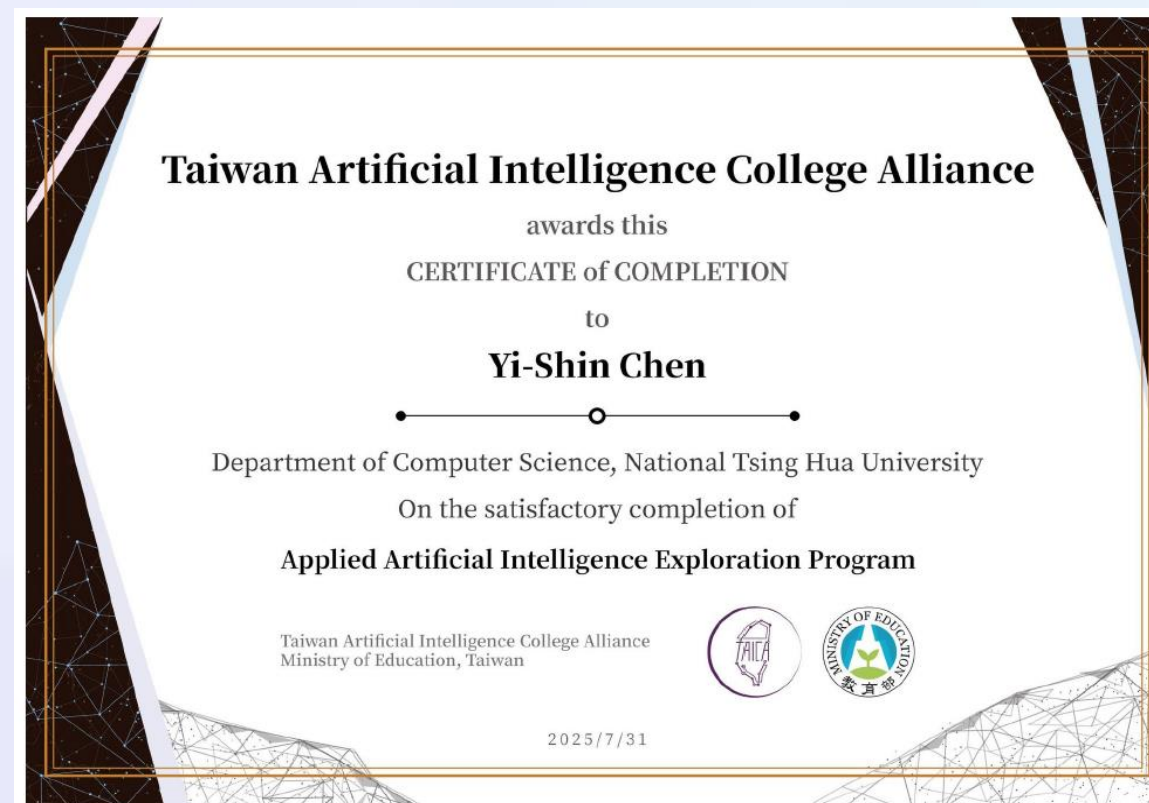 Taiwan Artificial Intelligence College Alliance
awards this
CERTIFICATE of COMPLETION
to
Yi-Shin Chen
Department of Computer Science, National Tsing Hua University
On the satisfactory completion of
Applied Artificial Intelligence Exploration Program
Taiwan Artificial Intelligence College Alliance
Ministry of Education, Taiwan
TAICA
MINISTRY OF EDUCATION
教育部
2025/7/31